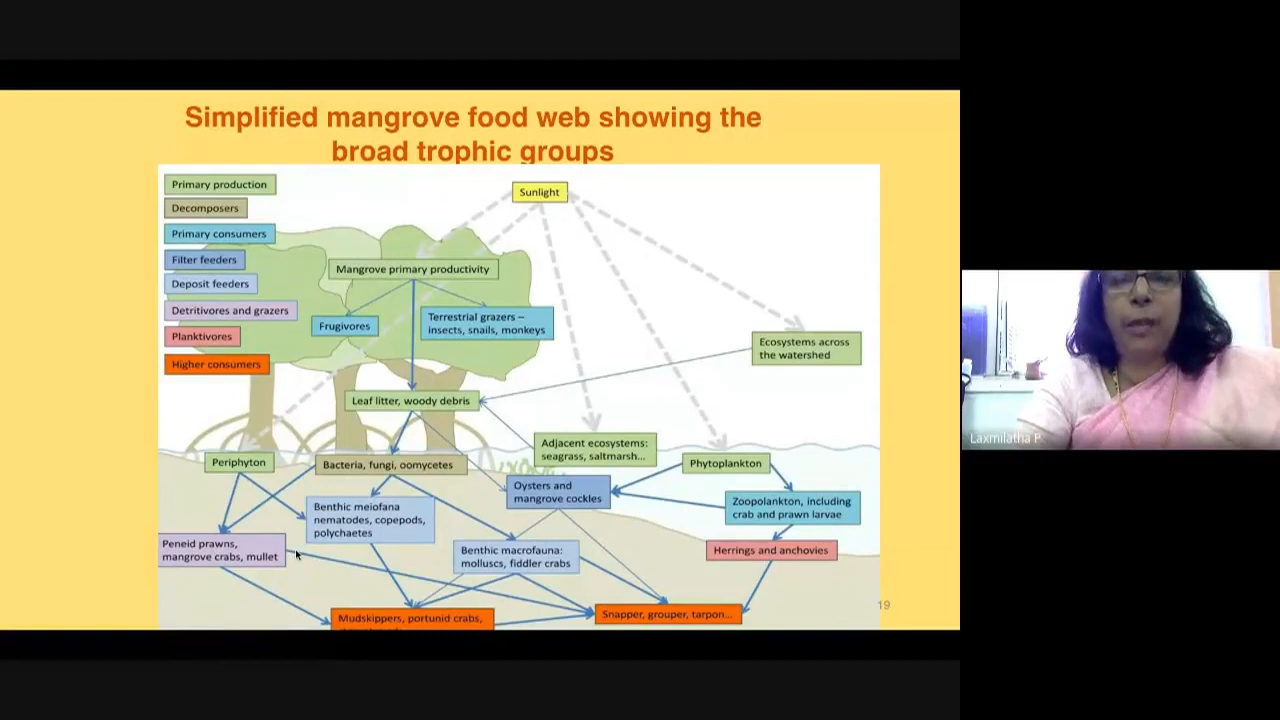 Simplified mangrove food web showing the
broad trophic groups
Primary production
Decomposers
Primary consumers
Filter feeders
Deposit feeders
Detritivores and grazers
Planktivores
Higher consumers
Sunlight
Mangrove primary productivity
Frugivores
Terrestrial grazers –
insects, snails, monkeys
Ecosystems across
the watershed
Leaf litter, woody debris
Adjacent ecosystems:
seagrass, saltmarsh...
Periphyton
Bacteria, fungi, oomycetes
Phytoplankton
Oysters and
mangrove cockles
Zoopolankton, including
crab and prawn larvae
Benthic meiofana
nematodes, copepods,
polychaetes
Peneid prawns,
mangrove crabs, mullet
Benthic macrofauna:
molluscs, fiddler crabs
Herrings and anchovies
Mudskippers, portunid crabs,
Snapper, grouper, tarpon...
19
Laxmilatha P